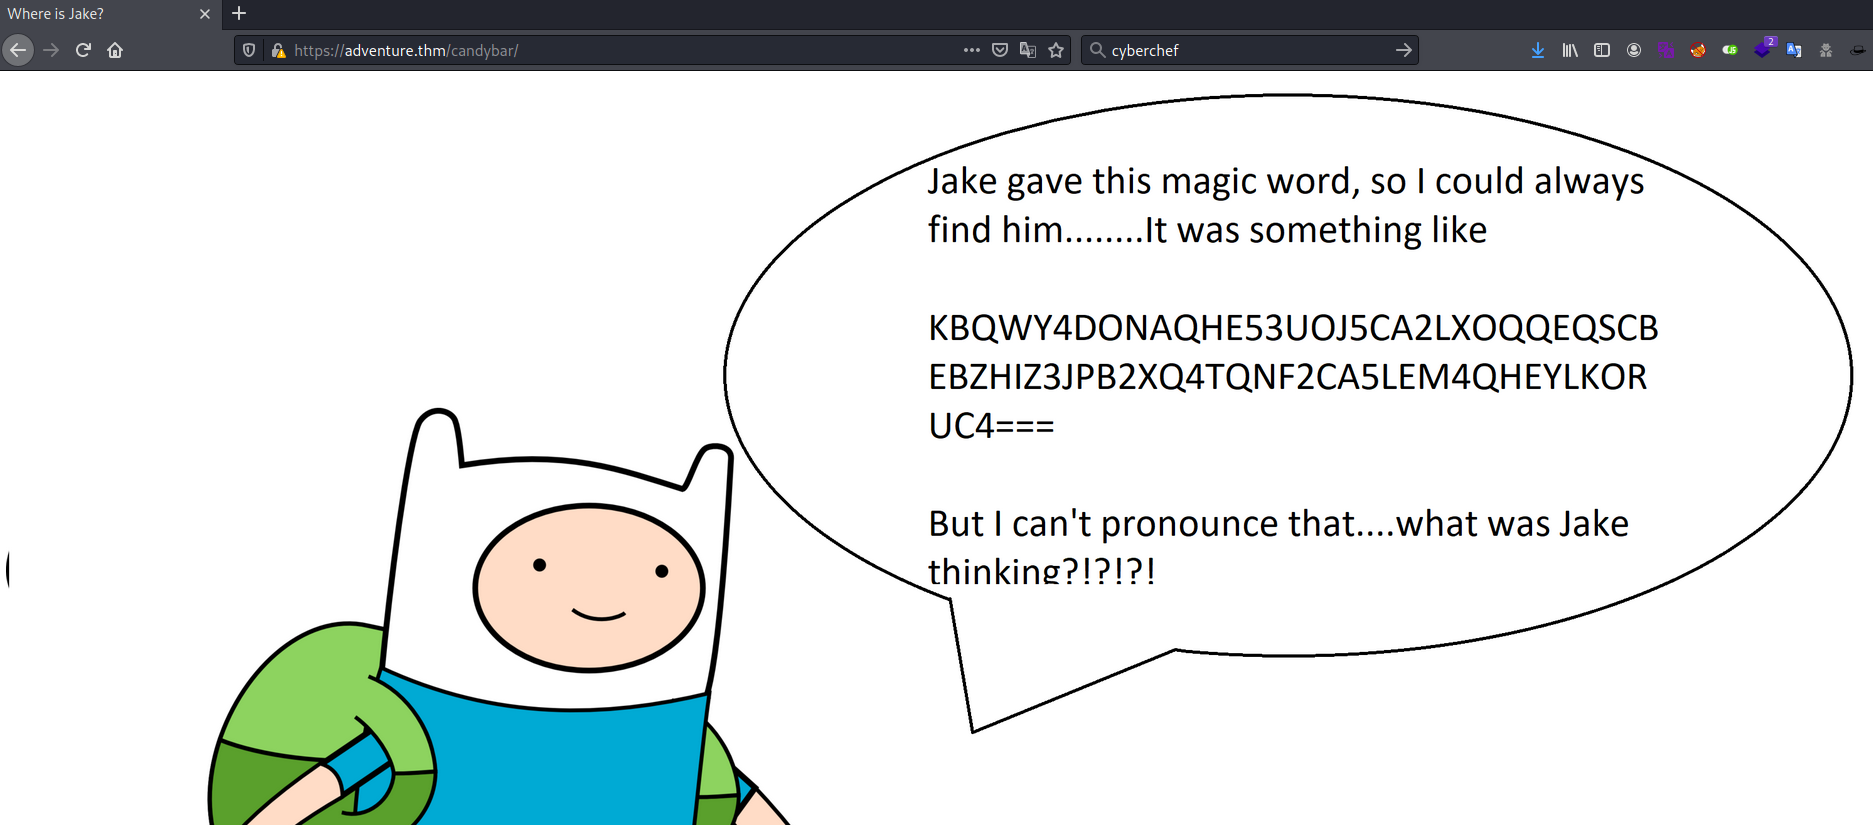 Where is Jake?
https://adventure.thm/candybar/
cyberchef
2
Jake gave this magic word, so I could always
find him........It was something like
KBQWY4DONAQHE53UOJ5CA2LXOQQEQSCB
EBZHIZ3JPB2XQ4TQNF2CA5LEM4QHEYLKOR
UC4===
But I can't pronounce that....what was Jake
thinking?!?!?!